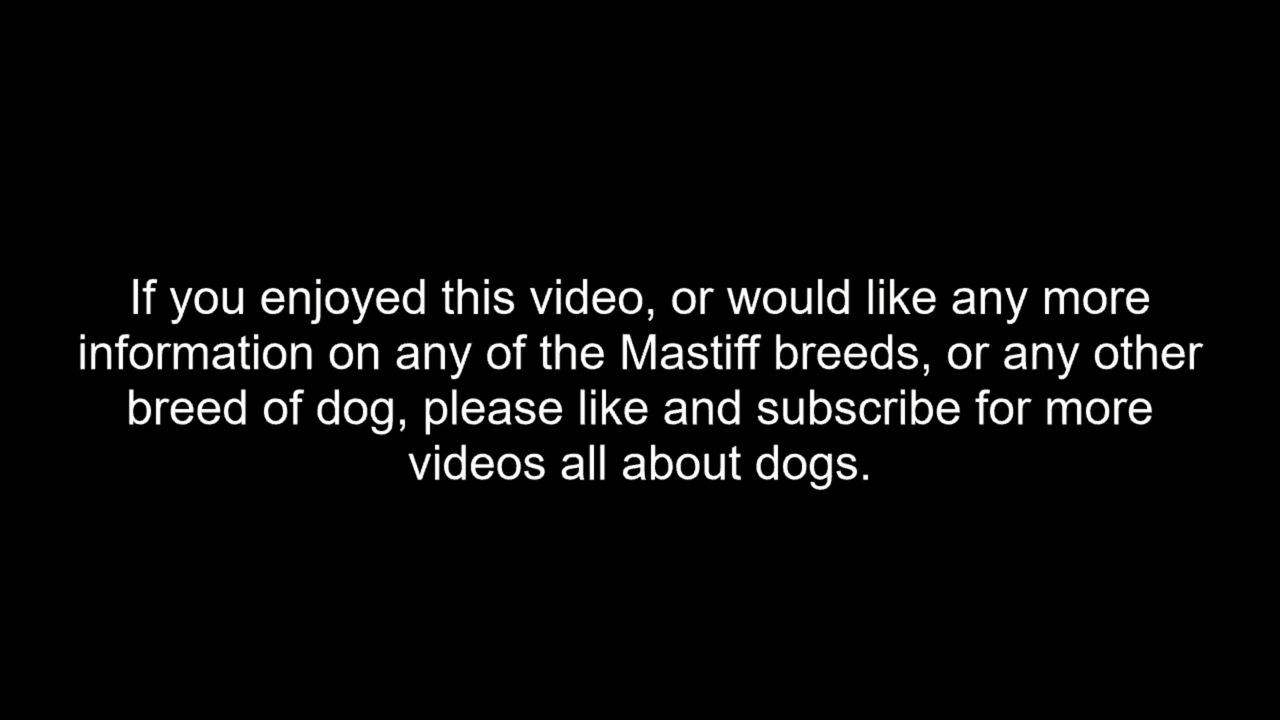 If you enjoyed this video, or would like any more
information on any of the Mastiff breeds, or any other
breed of dog, please like and subscribe for more
videos all about dogs.